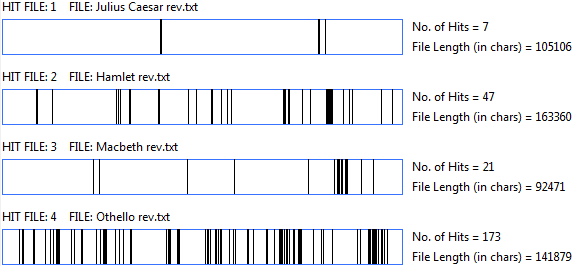 HIT FILE: 1 FILE: Julius Caesar rev.txt
No. of Hits = 7
File Length (in chars) = 105106
HIT FILE: 2 FILE: Hamlet rev.txt
No. of Hits = 47
File Length (in chars) = 163360
HIT FILE: 3 FILE: Macbeth rev.txt
No. of Hits = 21
File Length (in chars) = 92471
HIT FILE: 4 FILE: Othello rev.txt
No. of Hits = 173
File Length (in chars) = 141879